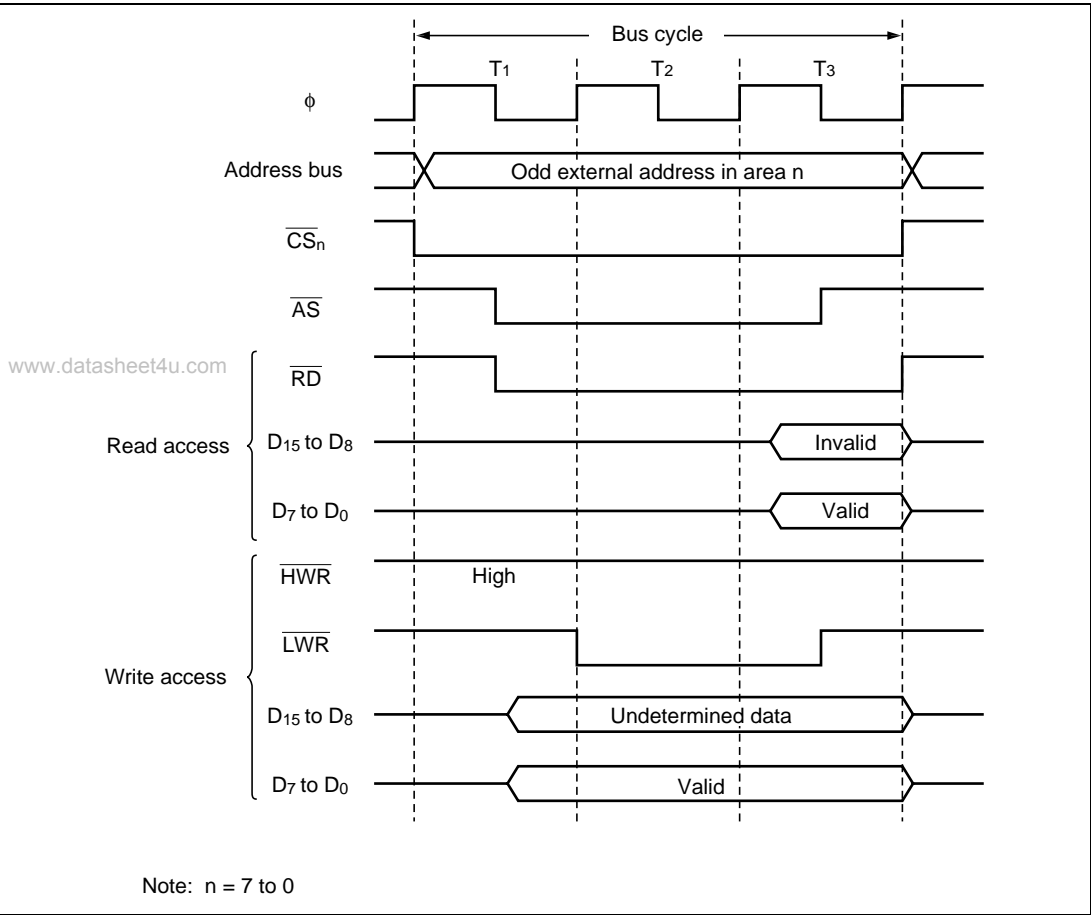 Bus cycle
T1 T2 T3
φ
Address bus
Odd external address in area n
CSn
AS
www.datasheet4u.com
RD
Read access
D15 to D8
Invalid
D7 to D0
Valid
HWR
High
LWR
Write access
D15 to D8
Undetermined data
D7 to D0
Valid
Note: n = 7 to 0